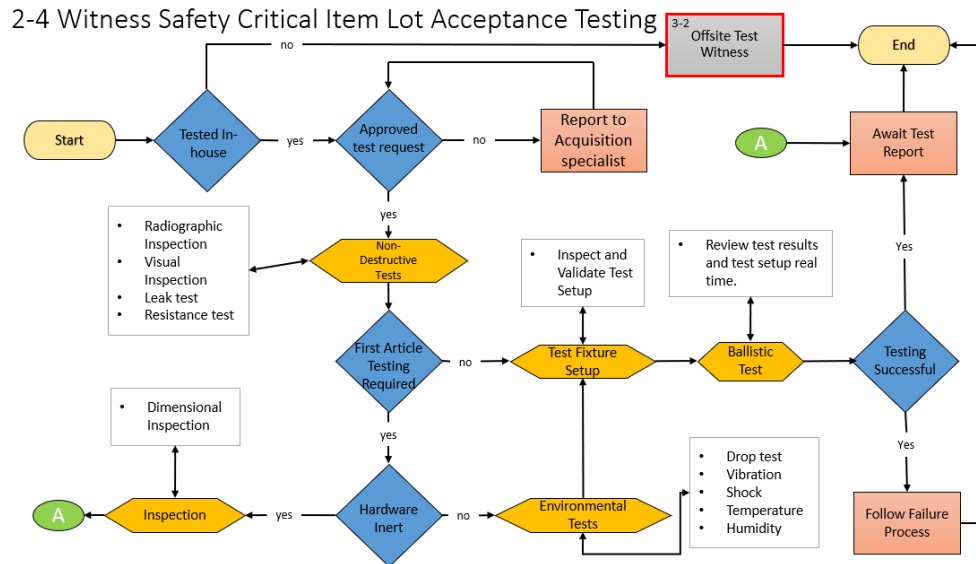 2-4 Witness Safety Critical Item Lot Acceptance Testing
3-2
Offsite Test
Witness
End
no
Start
Tested In-
house
yes
Approved
test request
no
Report to
Acquisition
specialist
A
Await Test
Report
yes
• Radiographic
Inspection
• Visual
Inspection
• Leak test
• Resistance test
Non-
Destructive
Tests
• Inspect and
Validate Test
Setup
• Review test results
and test setup real
time.
Yes
First Article
Testing
Required
no
Test Fixture
Setup
Ballistic
Test
Testing
Successful
• Dimensional
Inspection
yes
Yes
• Drop test
• Vibration
• Shock
• Temperature
• Humidity
A
Inspection
yes
Hardware
Inert
no
Environmental
Tests
Follow Failure
Process